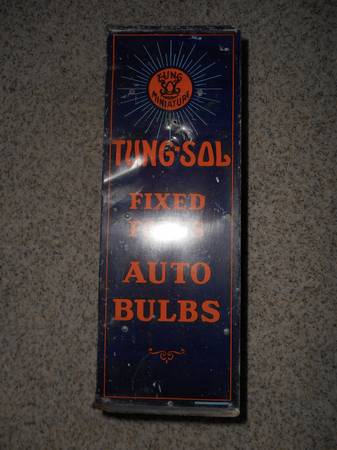 TUNG
SOL
MINIATURE
TUNG-SOL
FIXED
AUTO
BULBS